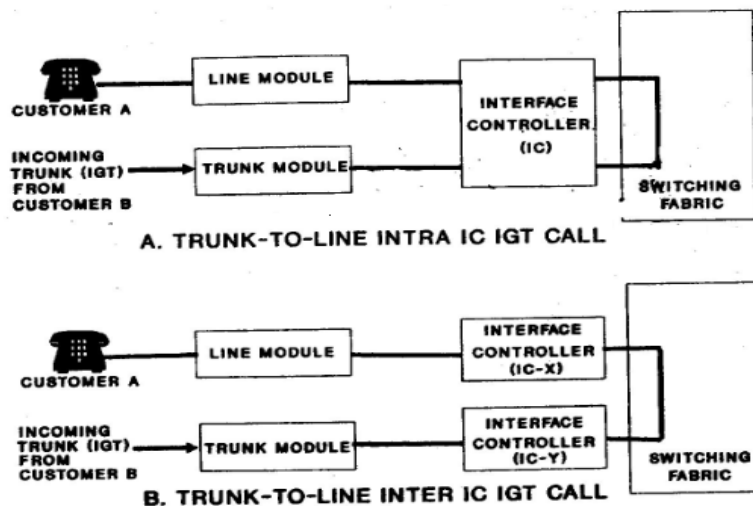 LINE MODULE
CUSTOMER A
INTERFACE
CONTROLLER
(IC)
INCOMING
TRUNK (IGT)
FROM
CUSTOMER B
TRUNK MODULE
SWITCHING
FABRIC
A. TRUNK-TO-LINE INTRA IC IGT CALL
LINE MODULE
CUSTOMER A
INTERFACE
CONTROLLER
(IC-X)
INCOMING
TRUNK (IGT)
FROM
CUSTOMER B
TRUNK MODULE
INTERFACE
CONTROLLER
(IC-Y)
SWITCHING
FABRIC
B. TRUNK-TO-LINE INTER IC IGT CALL